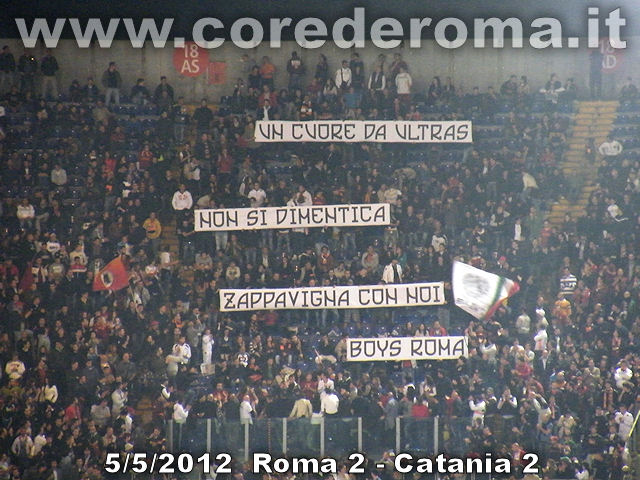 www.corederoma.it
18
AS
18
D
UN CUORE DA ULTRAS
NON SI DIMENTICA
ZAPPAVIGNA CON NOI
BOYS ROMA
5/5/2012 Roma 2 - Catania 2